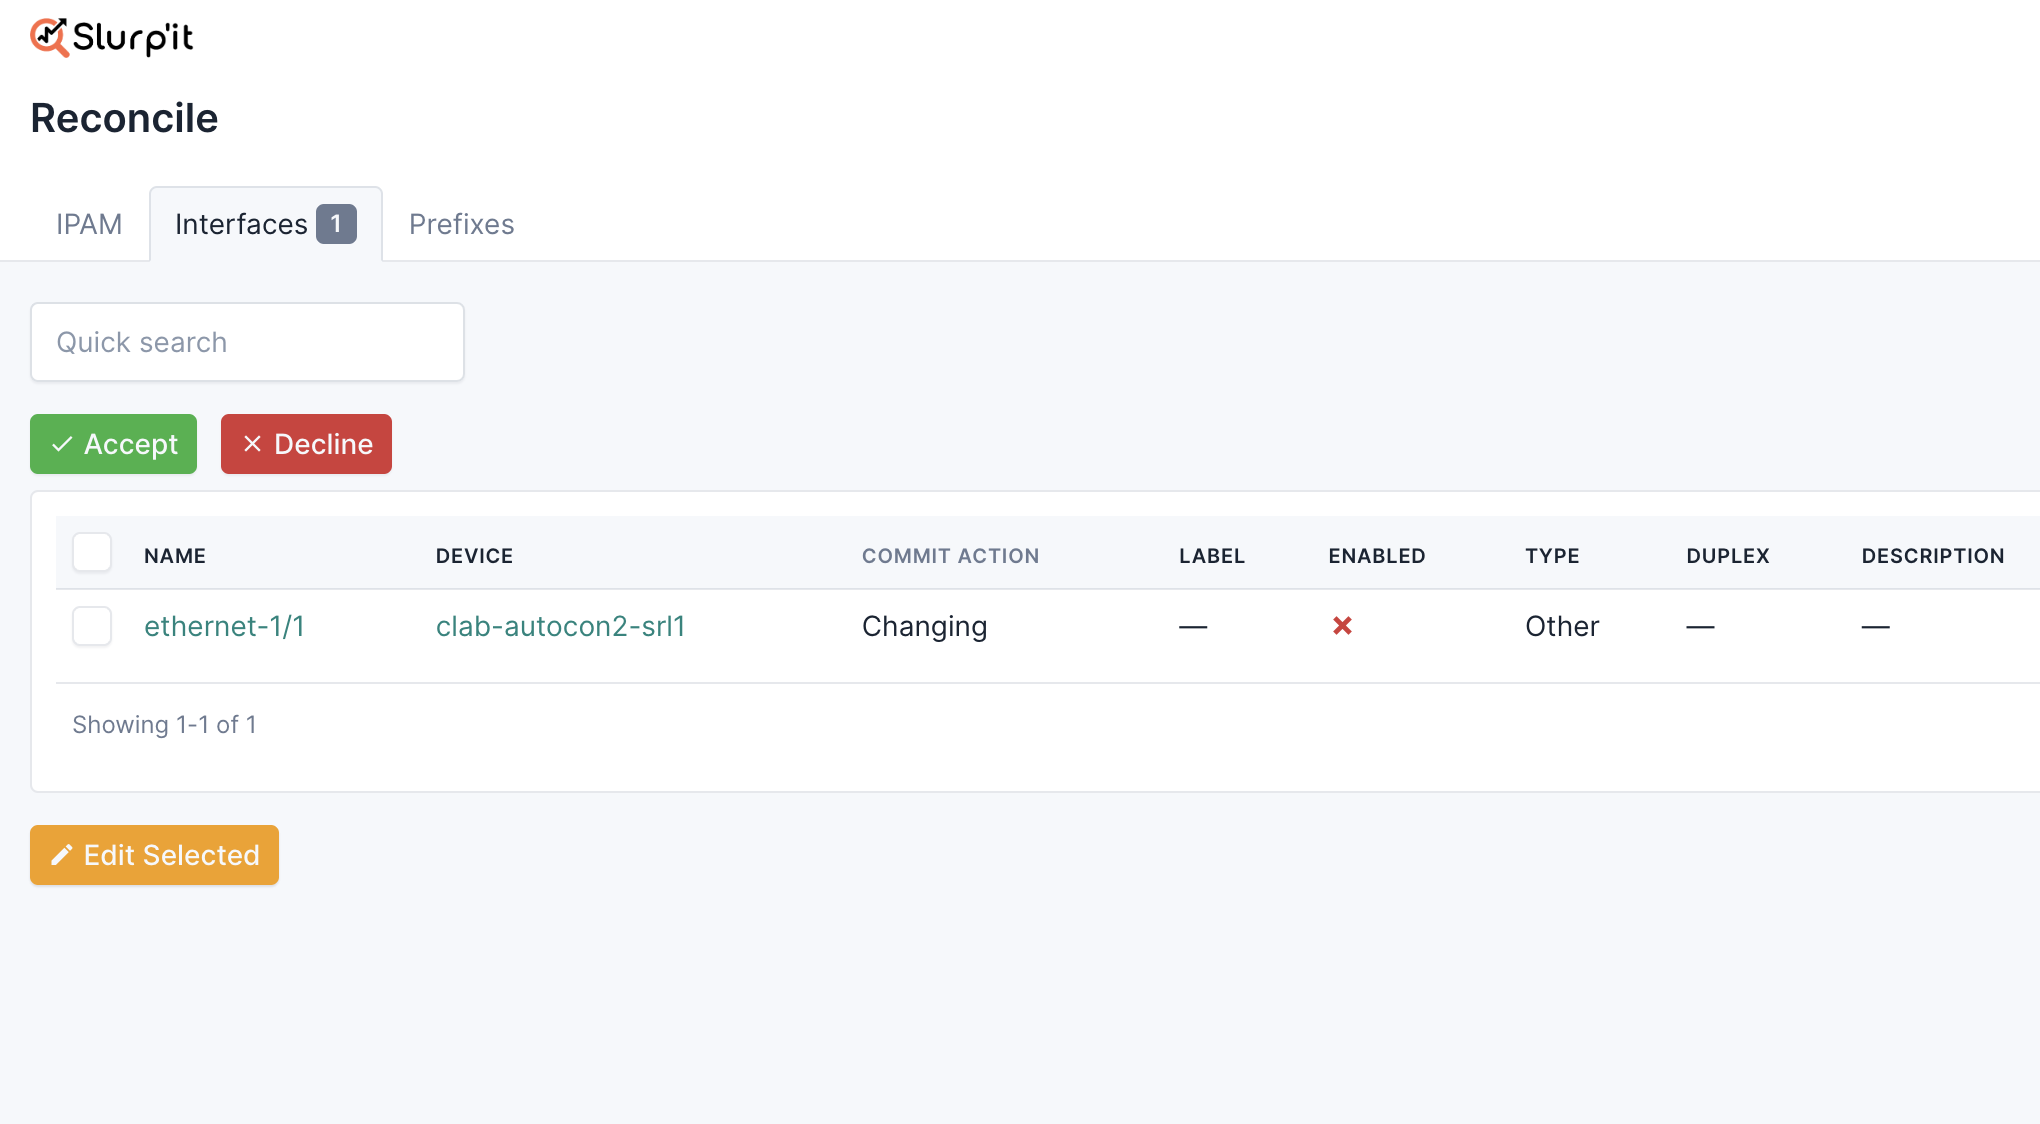 Slurp'it
Reconcile
IPAM Interfaces 1 Prefixes
Quick search
Accept Decline
NAME DEVICE COMMIT ACTION LABEL ENABLED TYPE DUPLEX DESCRIPTION
ethernet-1/1 clab-autocon2-srl1 Changing — Other — —
Showing 1-1 of 1
Edit Selected